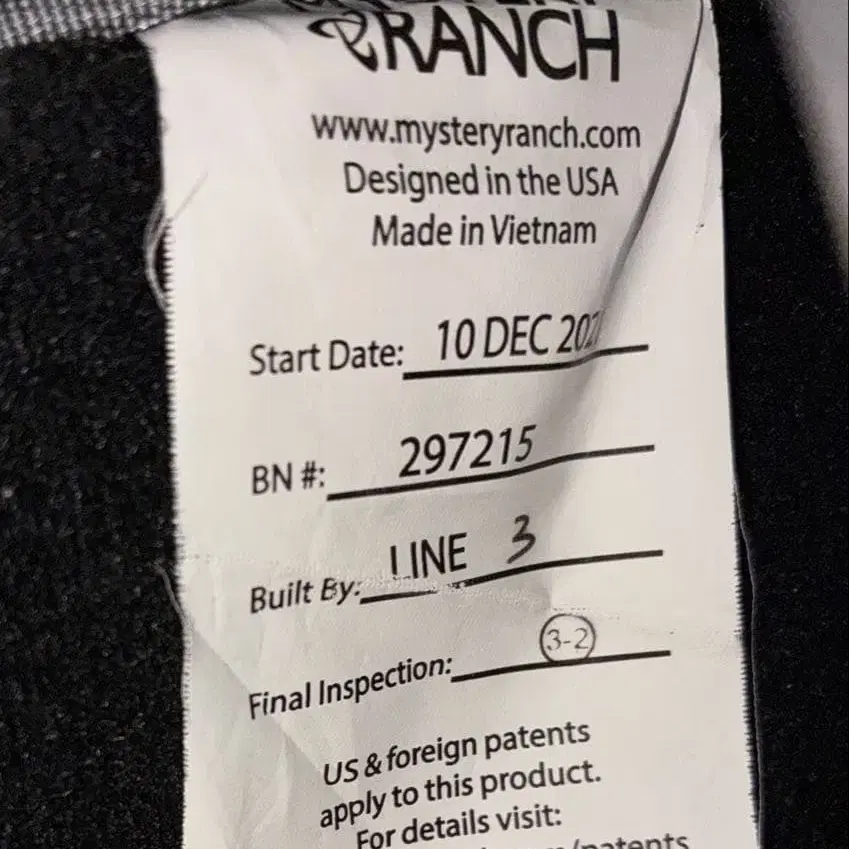 RANCH
www.mysteryranch.com
Designed in the USA
Made in Vietnam
Start Date: 10 DEC
BN #: 297215
Built By: LINE 3
Final Inspection: 3-2
US & foreign patents
apply to this product.
For details visit:
/patents